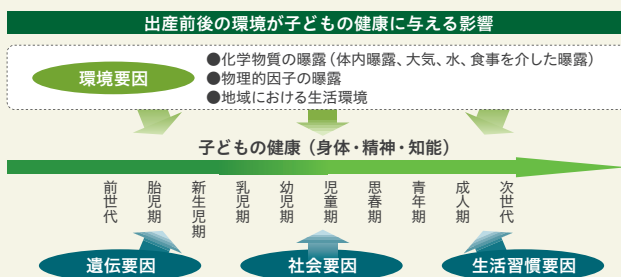 出産前後の環境が子どもの健康に与える影響
環境要因
●化学物質の曝露（体内曝露、大気、水、食事を介した曝露）
●物理的因子の曝露
●地域における生活環境
子どもの健康（身体・精神・知能）
前世代
胎児期
新生児期
乳児期
幼児期
児童期
思春期
青年期
成人期
次世代
遺伝要因
社会要因
生活習慣要因